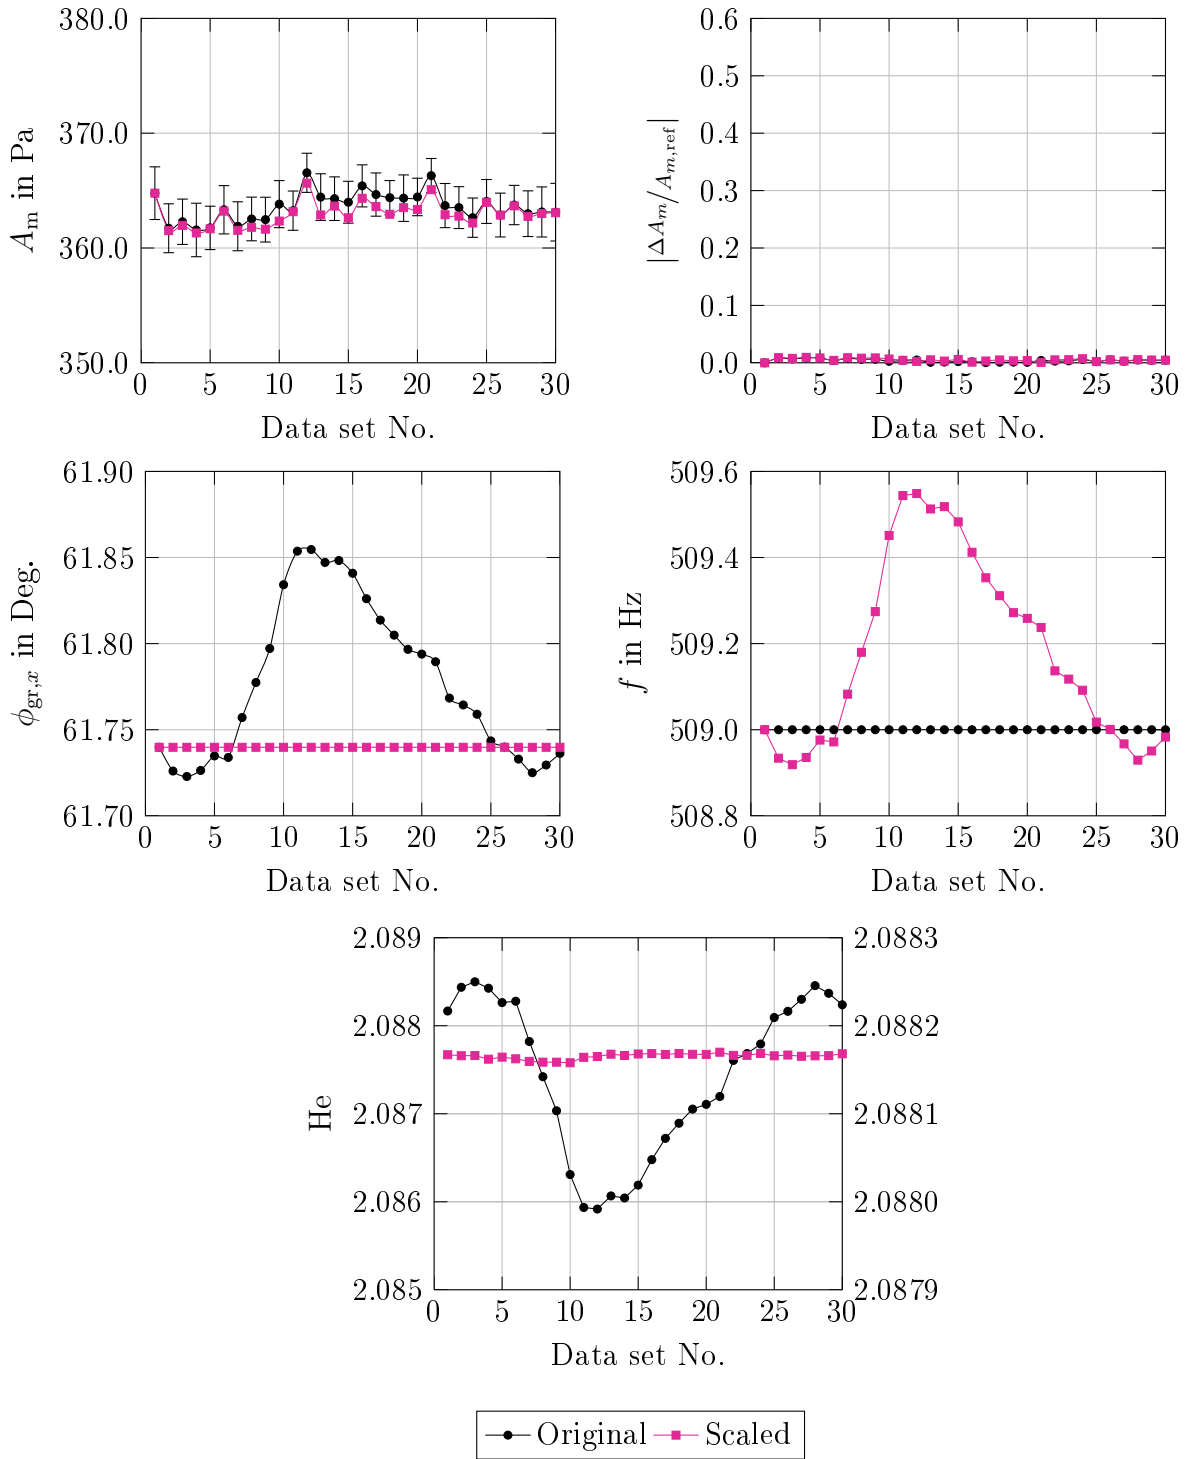 380.0
370.0
360.0
350.0
A_m in Pa
0 5 10 15 20 25 30
Data set No.
0.6
0.5
0.4
0.3
0.2
0.1
0.0
|ΔA_m/A_{m,ref}|
0 5 10 15 20 25 30
Data set No.
61.90
61.85
61.80
61.74
61.70
ϕ_{gr,x} in Deg.
0 5 10 15 20 25 30
Data set No.
509.6
509.4
509.2
509.0
508.8
f in Hz
0 5 10 15 20 25 30
Data set No.
2.089
2.088
2.087
2.086
2.085
He
2.0883
2.0882
2.0881
2.0880
2.0879
0 5 10 15 20 25 30
Data set No.
Original Scaled